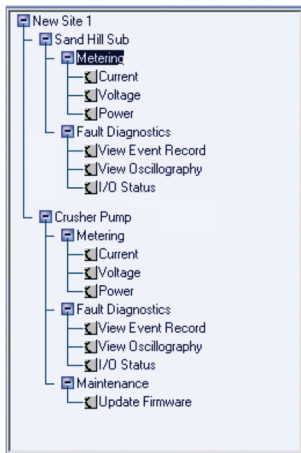 New Site 1
Sand Hill Sub
Metering
Current
Voltage
Power
Fault Diagnostics
View Event Record
View Oscillography
I/O Status
Crusher Pump
Metering
Current
Voltage
Power
Fault Diagnostics
View Event Record
View Oscillography
I/O Status
Maintenance
Update Firmware